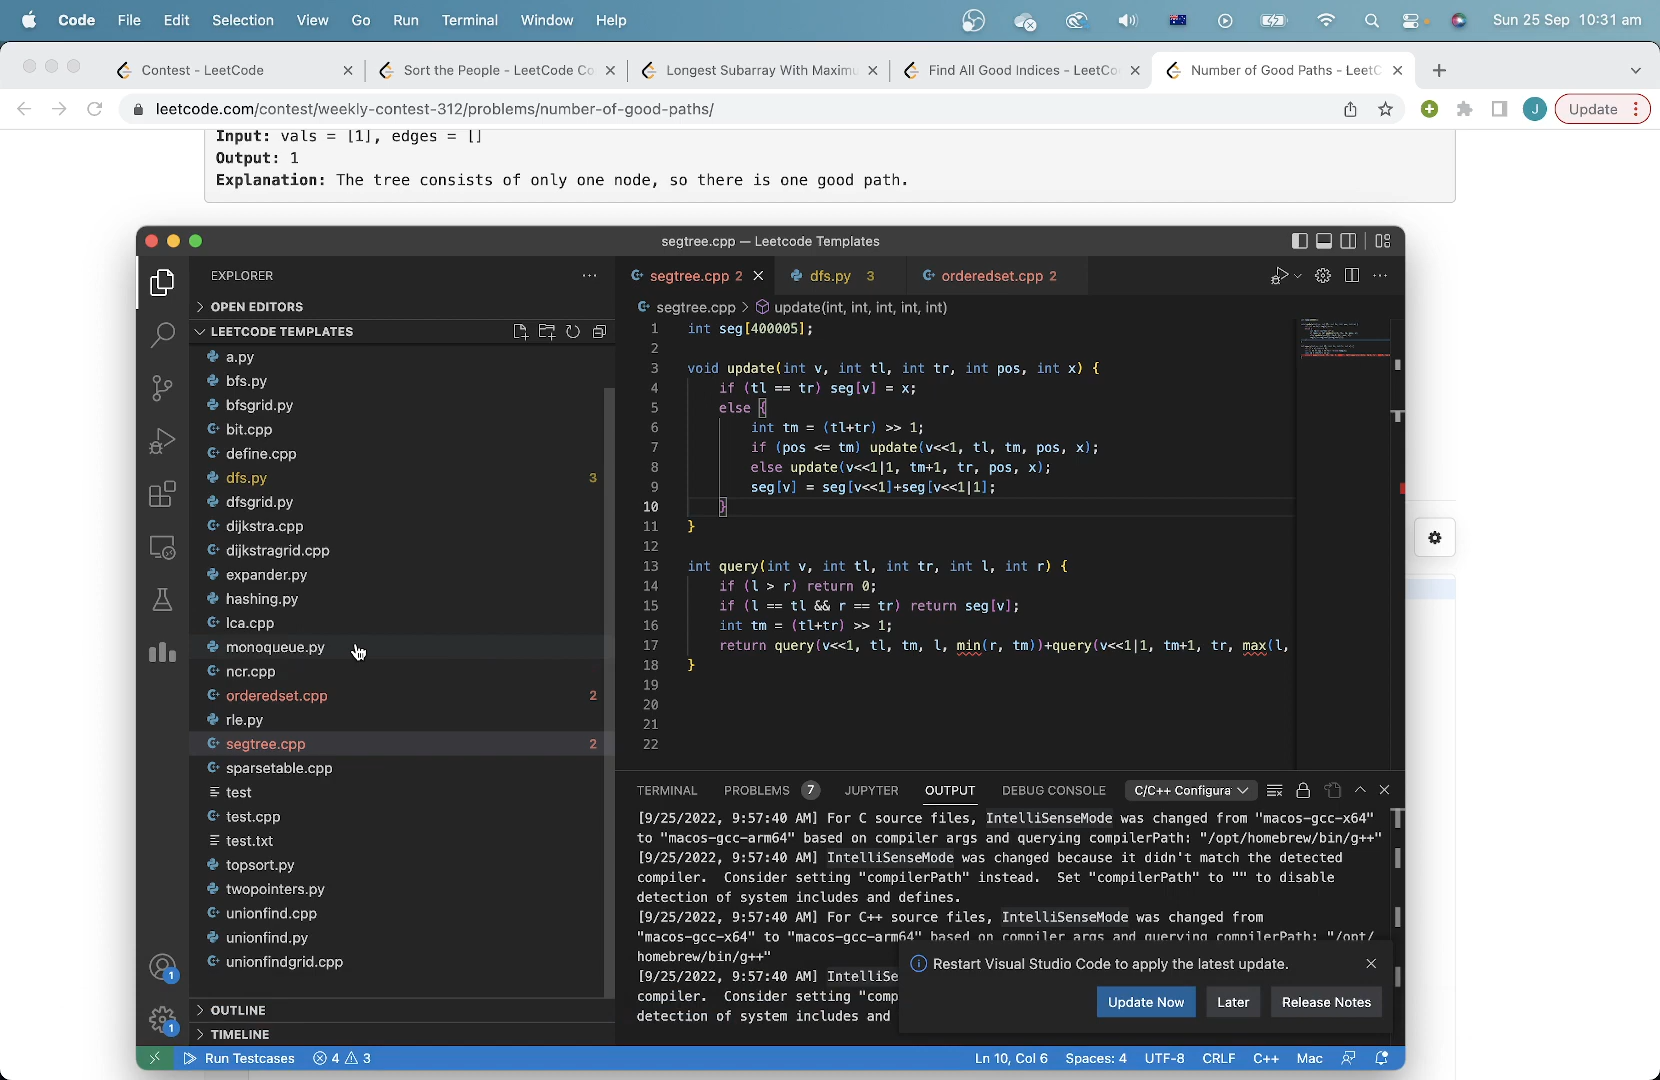 Code File Edit Selection View Go Run Terminal Window Help Sun 25 Sep 10:31 am
Contest - LeetCode Sort the People - LeetCode Co Longest Subarray With Maximu Find All Good Indices - LeetCo Number of Good Paths - LeetC
leetcode.com/contest/weekly-contest-312/problems/number-of-good-paths/ J Update
Input: vals = [1], edges = []
Output: 1
Explanation: The tree consists of only one node, so there is one good path.
segtree.cpp — Leetcode Templates
EXPLORER
OPEN EDITORS
LEETCODE TEMPLATES
a.py
bfs.py
bfsgrid.py
bit.cpp
define.cpp
dfs.py 3
dfsgrid.py
dijkstra.cpp
dijkstragrid.cpp
expander.py
hashing.py
lca.cpp
monoqueue.py
ncr.cpp
orderedset.cpp 2
rle.py
segtree.cpp 2
sparsetable.cpp
test
test.cpp
test.txt
topsort.py
twopointers.py
unionfind.cpp
unionfind.py
unionfindgrid.cpp
OUTLINE
TIMELINE
1
1
segtree.cpp 2 dfs.py 3 orderedset.cpp 2
segtree.cpp > update(int, int, int, int, int)
1 int seg[400005];
2
3 void update(int v, int tl, int tr, int pos, int x) {
4 if (tl == tr) seg[v] = x;
5 else {
6 int tm = (tl+tr) >> 1;
7 if (pos <= tm) update(v<<1, tl, tm, pos, x);
8 else update(v<<1|1, tm+1, tr, pos, x);
9 seg[v] = seg[v<<1]+seg[v<<1|1];
10 }
11 }
12
13 int query(int v, int tl, int tr, int l, int r) {
14 if (l > r) return 0;
15 if (l == tl && r == tr) return seg[v];
16 int tm = (tl+tr) >> 1;
17 return query(v<<1, tl, tm, l, min(r, tm))+query(v<<1|1, tm+1, tr, max(l,
18 }
19
20
21
22
TERMINAL PROBLEMS 7 JUPYTER OUTPUT DEBUG CONSOLE C/C++ Configura
[9/25/2022, 9:57:40 AM] For C source files, IntelliSenseMode was changed from "macos-gcc-x64"
to "macos-gcc-arm64" based on compiler args and querying compilerPath: "/opt/homebrew/bin/g++"
[9/25/2022, 9:57:40 AM] IntelliSenseMode was changed because it didn't match the detected
compiler. Consider setting "compilerPath" instead. Set "compilerPath" to "" to disable
detection of system includes and defines.
[9/25/2022, 9:57:40 AM] For C++ source files, IntelliSenseMode was changed from
"macos-gcc-x64" to "macos-gcc-arm64" based on compiler args and querying compilerPath: "/opt/
homebrew/bin/g++"
[9/25/2022, 9:57:40 AM] IntelliSe
compiler. Consider setting "comp
detection of system includes and
Restart Visual Studio Code to apply the latest update.
Update Now Later Release Notes
Run Testcases 4 3 Ln 10, Col 6 Spaces: 4 UTF-8 CRLF C++ Mac